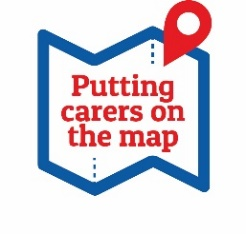 Putting
carers on
the map